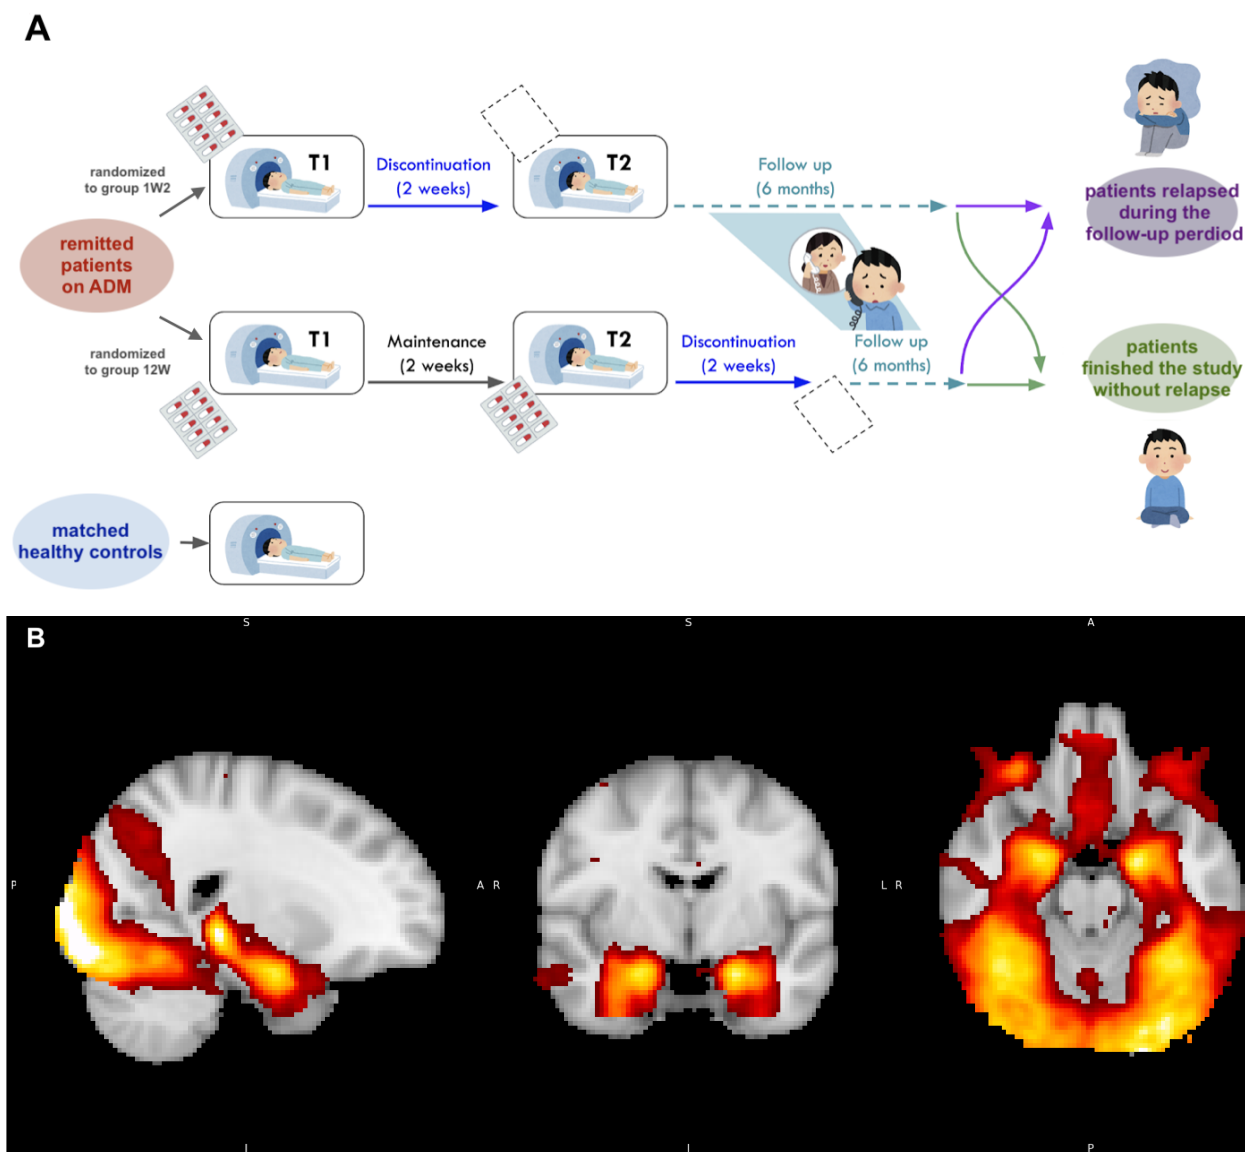 A
randomized
to group 1W2
T1
Discontinuation
(2 weeks)
T2
Follow up
(6 months)
patients relapsed
during the
follow-up perdiod
remitted
patients
on ADM
randomized
to group 12W
T1
Maintenance
(2 weeks)
T2
Discontinuation
(2 weeks)
Follow up
(6 months)
patients
finished the study
without relapse
matched
healthy controls
B
S
S
A
P
A R
L R
I
I
P